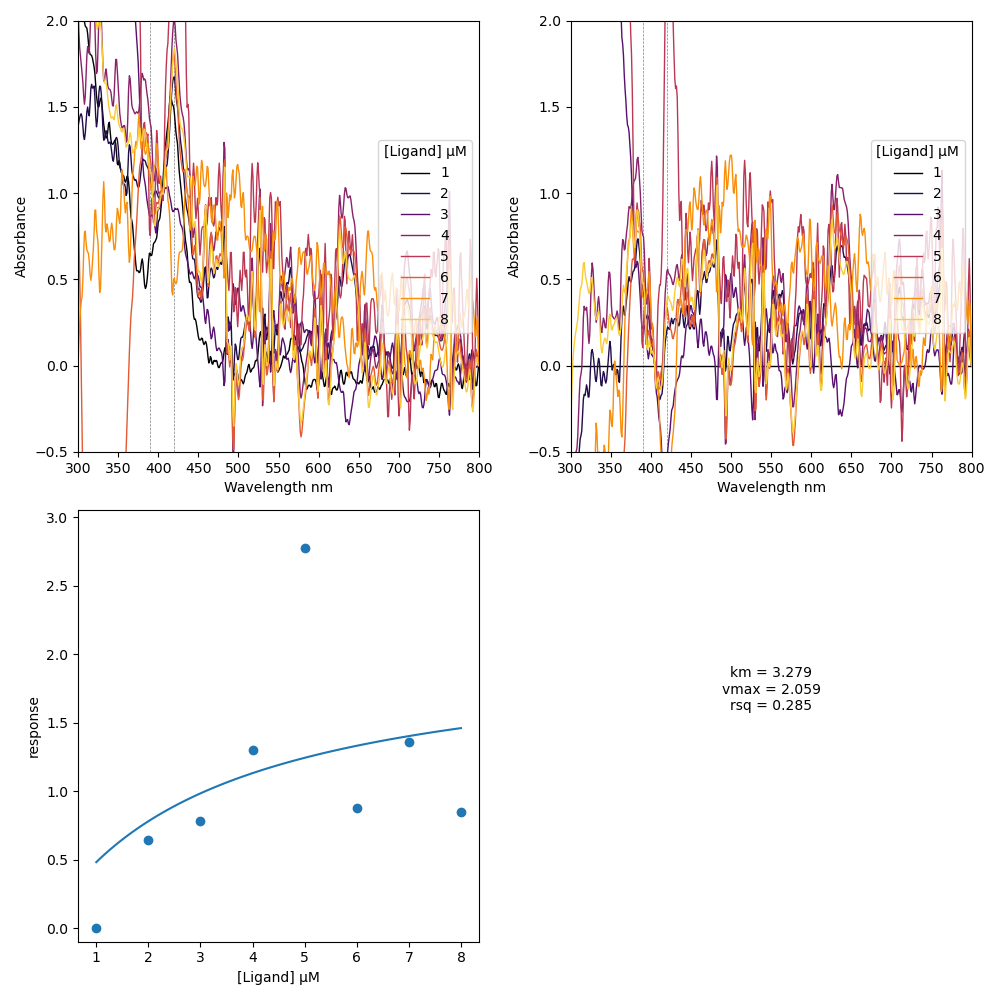 2.0
1.5
1.0
0.5
0.0
−0.5
Absorbance
300 350 400 450 500 550 600 650 700 750 800
Wavelength nm
[Ligand] µM
1
2
3
4
5
6
7
8
2.0
1.5
1.0
0.5
0.0
−0.5
Absorbance
300 350 400 450 500 550 600 650 700 750 800
Wavelength nm
[Ligand] µM
1
2
3
4
5
6
7
8
3.0
2.5
2.0
1.5
1.0
0.5
0.0
response
1 2 3 4 5 6 7 8
[Ligand] µM
km = 3.279
vmax = 2.059
rsq = 0.285